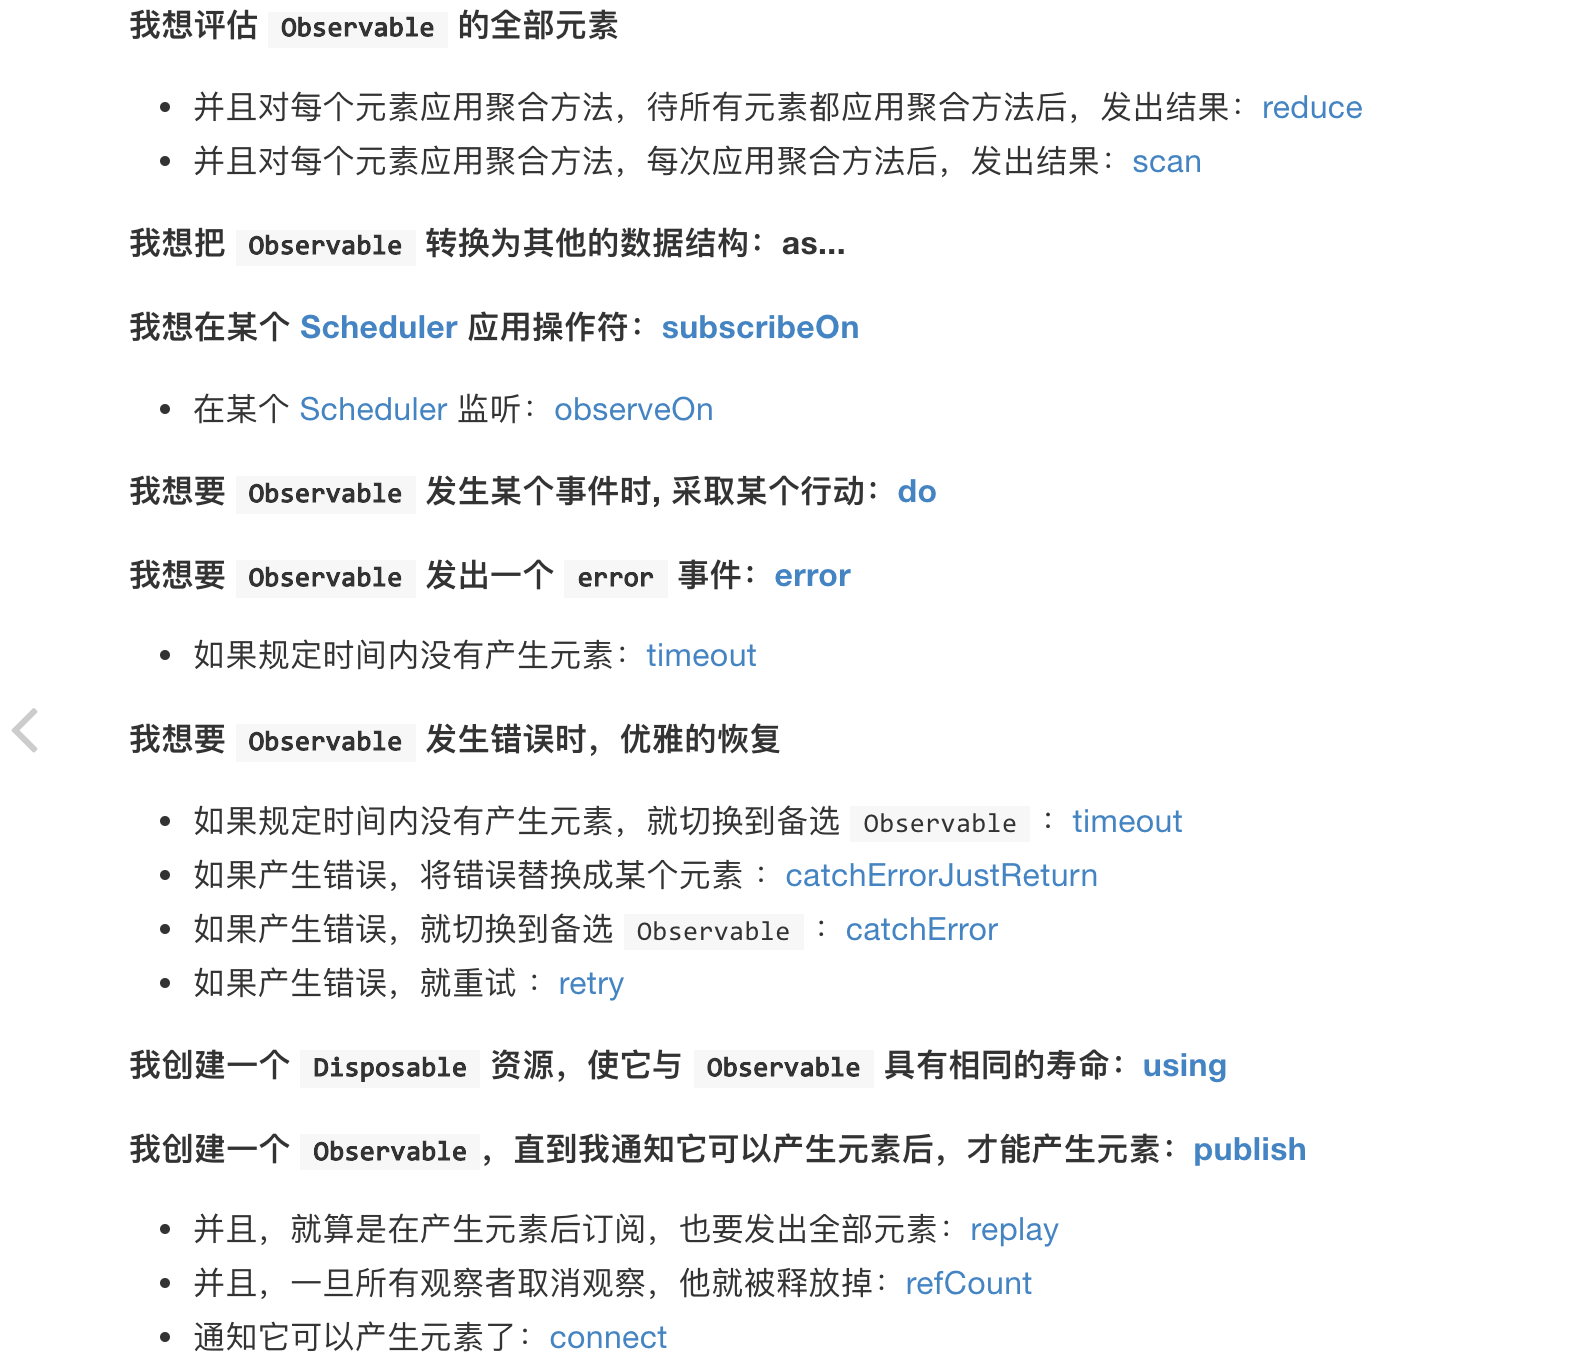 我想评估 Observable 的全部元素
• 并且对每个元素应用聚合方法，待所有元素都应用聚合方法后，发出结果：reduce
• 并且对每个元素应用聚合方法，每次应用聚合方法后，发出结果：scan
我想把 Observable 转换为其他的数据结构：as...
我想在某个 Scheduler 应用操作符：subscribeOn
• 在某个 Scheduler 监听：observeOn
我想要 Observable 发生某个事件时, 采取某个行动：do
我想要 Observable 发出一个 error 事件：error
• 如果规定时间内没有产生元素：timeout
我想要 Observable 发生错误时，优雅的恢复
• 如果规定时间内没有产生元素，就切换到备选 Observable ：timeout
• 如果产生错误，将错误替换成某个元素 ：catchErrorJustReturn
• 如果产生错误，就切换到备选 Observable ：catchError
• 如果产生错误，就重试 ：retry
我创建一个 Disposable 资源，使它与 Observable 具有相同的寿命：using
我创建一个 Observable，直到我通知它可以产生元素后，才能产生元素：publish
• 并且，就算是在产生元素后订阅，也要发出全部元素：replay
• 并且，一旦所有观察者取消观察，他就被释放掉：refCount
• 通知它可以产生元素了：connect